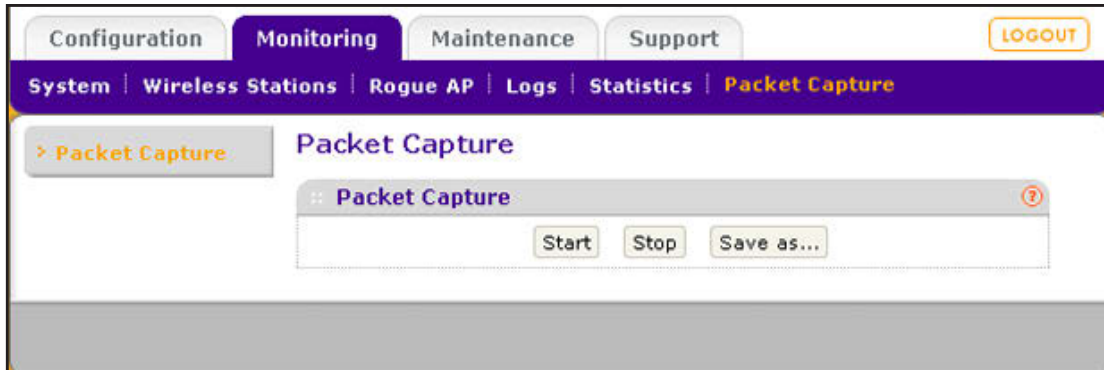 Configuration Monitoring Maintenance Support LOGOUT
System Wireless Stations Rogue AP Logs Statistics Packet Capture
> Packet Capture
Packet Capture
Packet Capture ?
Start Stop Save as...